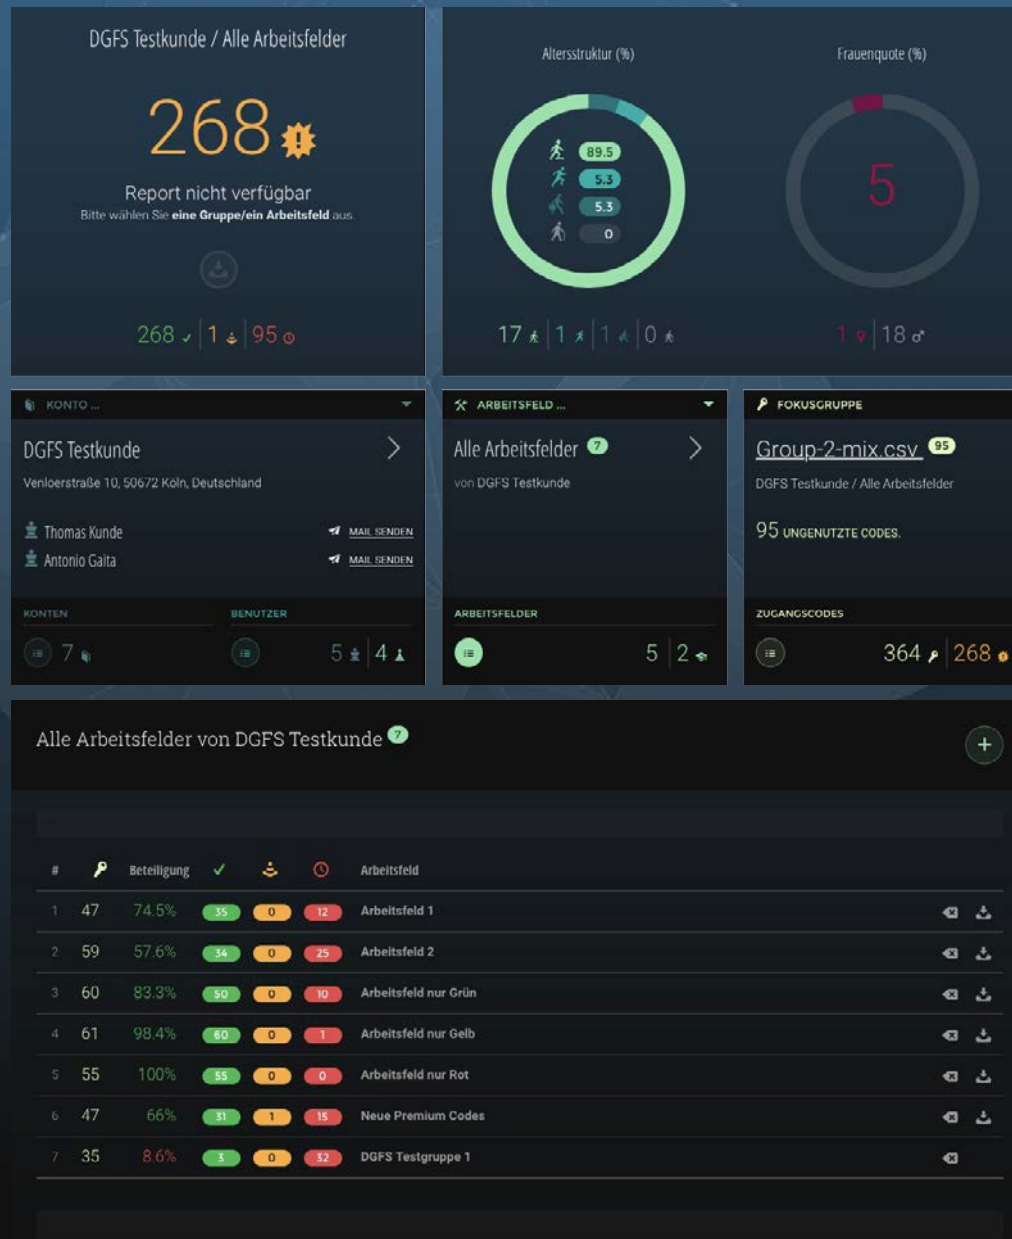 DGFS Testkunde / Alle Arbeitsfelder
268
Report nicht verfügbar
Bitte wählen Sie eine Gruppe/ein Arbeitsfeld aus.
268 | 1 | 95
Altersstruktur (%)
89.5
5.3
5.3
0
17 | 1 | 1 | 0
Frauenquote (%)
5
1 | 18
KONTO ...
DGFS Testkunde
Venloerstraße 10, 50672 Köln, Deutschland
Thomas Kunde MAIL SENDEN
Antonio Gaita MAIL SENDEN
KONTEN BENUTZER
7 5 | 4
ARBEITSFELD ...
Alle Arbeitsfelder 7
von DGFS Testkunde
ARBEITSFELDER
5 | 2
FOKUSGRUPPE
Group-2-mix.csv 95
DGFS Testkunde / Alle Arbeitsfelder
95 UNGENUTZTE CODES.
ZUGANGSCODES
364 | 268
Alle Arbeitsfelder von DGFS Testkunde 7
+
# Beteiligung Arbeitsfeld
1 47 74.5% 35 0 12 Arbeitsfeld 1
2 59 57.6% 34 0 25 Arbeitsfeld 2
3 60 83.3% 50 0 10 Arbeitsfeld nur Grün
4 61 98.4% 60 0 1 Arbeitsfeld nur Gelb
5 55 100% 55 0 0 Arbeitsfeld nur Rot
6 47 66% 31 1 15 Neue Premium Codes
7 35 8.6% 3 0 32 DGFS Testgruppe 1